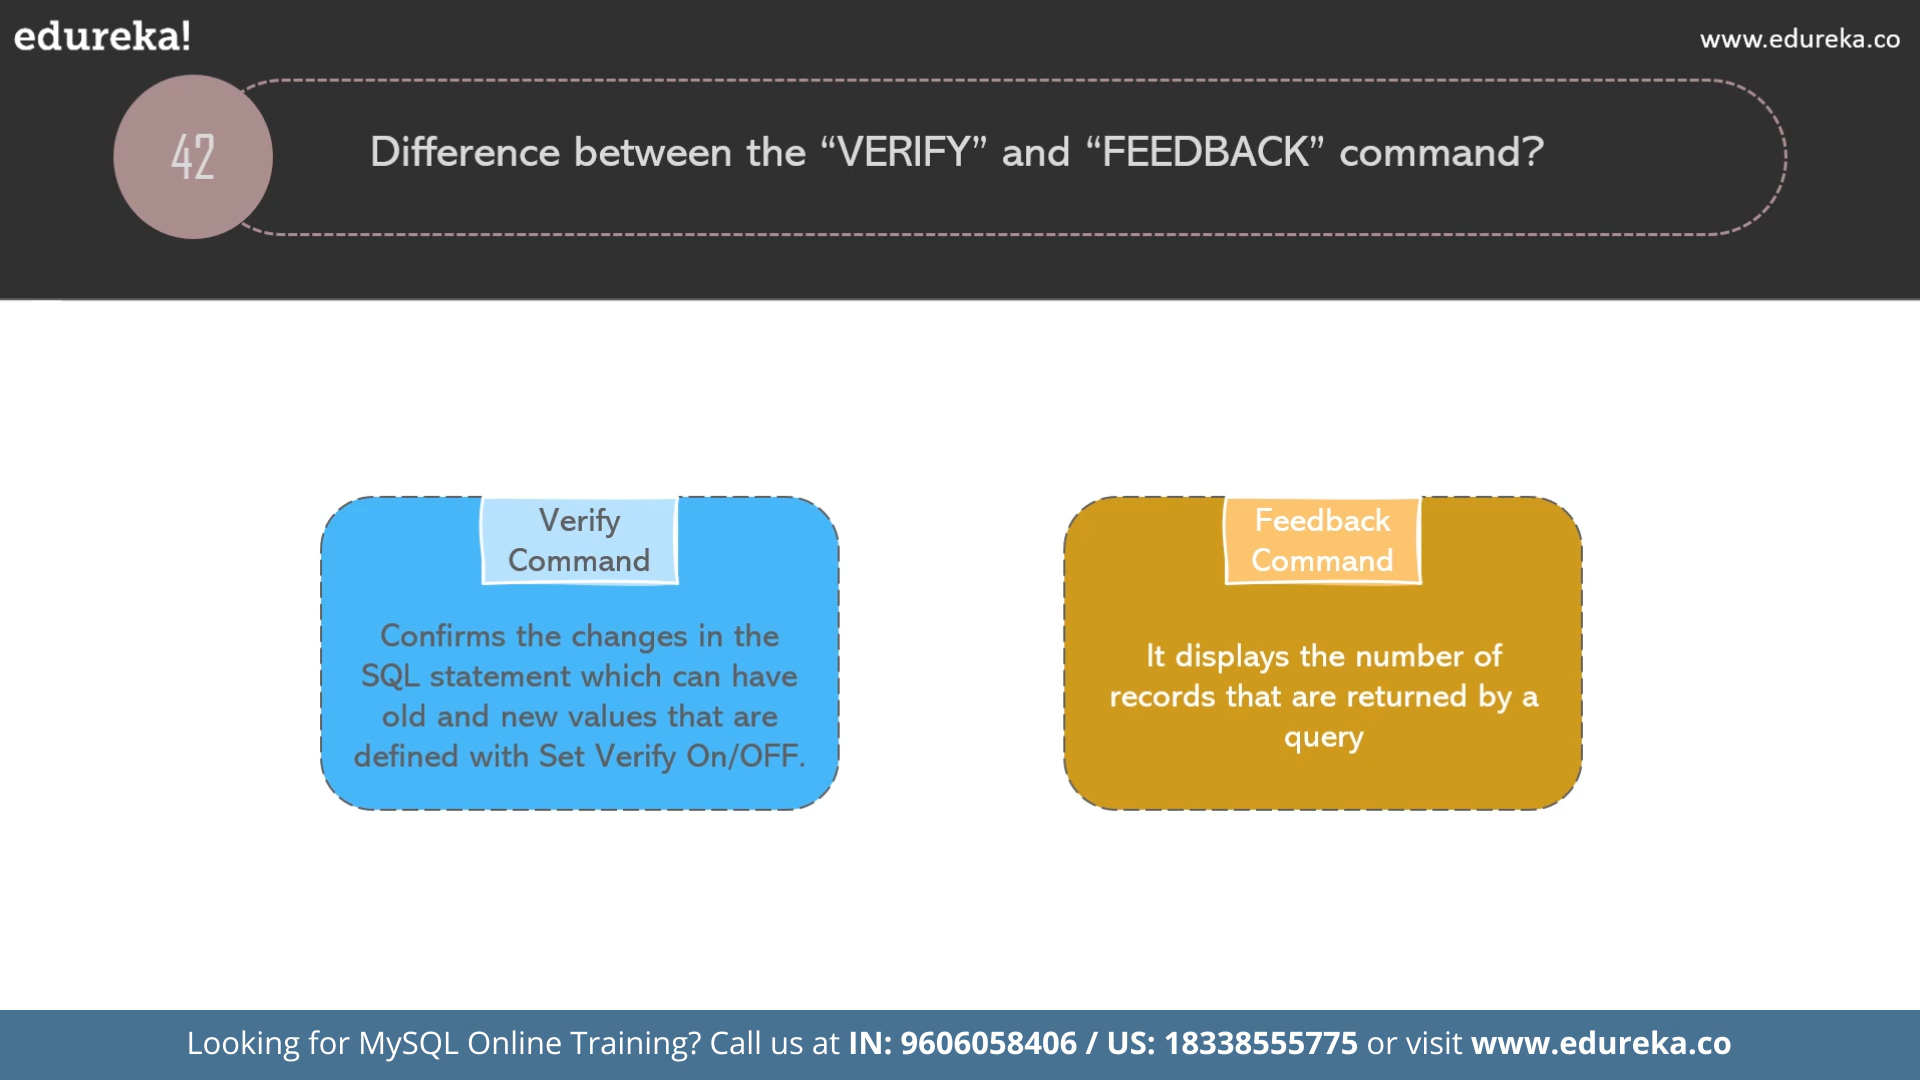 edureka!
www.edureka.co
42
Difference between the “VERIFY” and “FEEDBACK” command?
Verify
Command
Confirms the changes in the
SQL statement which can have
old and new values that are
defined with Set Verify On/OFF.
Feedback
Command
It displays the number of
records that are returned by a
query
Looking for MySQL Online Training? Call us at IN: 9606058406 / US: 18338555775 or visit www.edureka.co